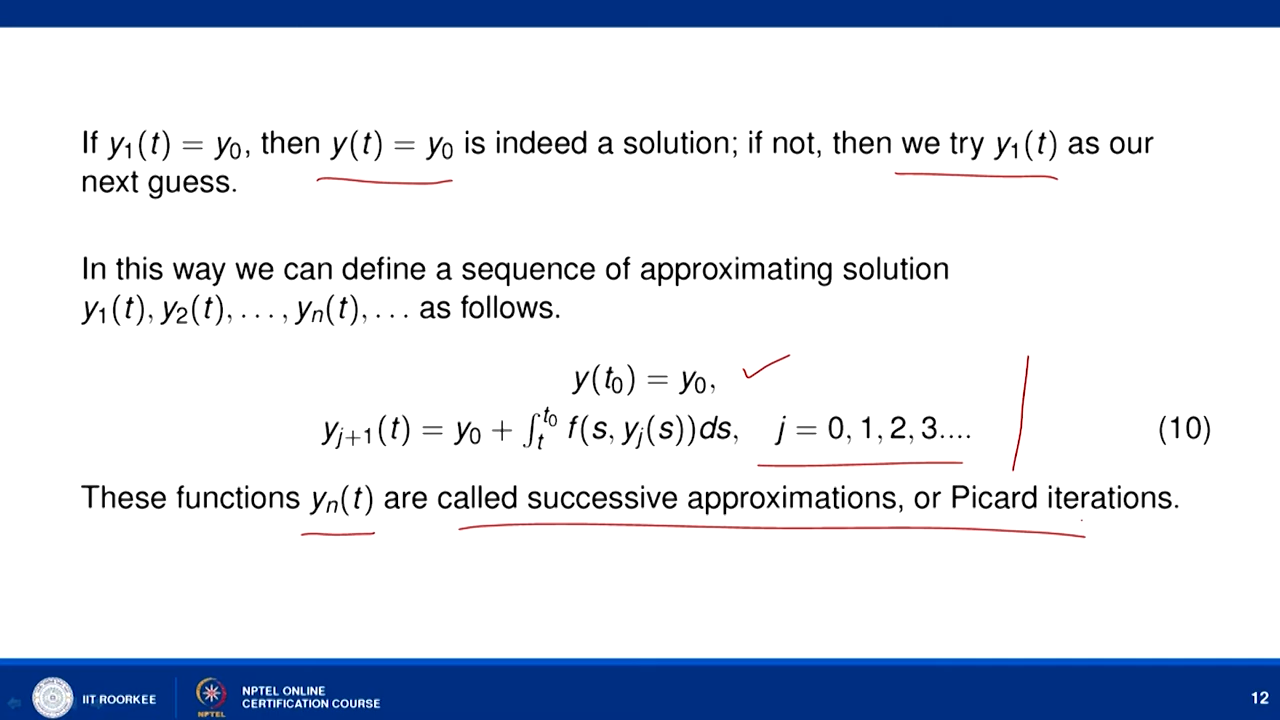 If y₁(t) = y₀, then y(t) = y₀ is indeed a solution; if not, then we try y₁(t) as our
next guess.
In this way we can define a sequence of approximating solution
y₁(t), y₂(t), . . . , yₙ(t), . . . as follows.
y(t₀) = y₀,
yⱼ₊₁(t) = y₀ + ∫ₜᵗ⁰ f(s, yⱼ(s))ds, j = 0, 1, 2, 3.... (10)
These functions yₙ(t) are called successive approximations, or Picard iterations.
IIT ROORKEE
NPTEL
NPTEL ONLINE
CERTIFICATION COURSE
12